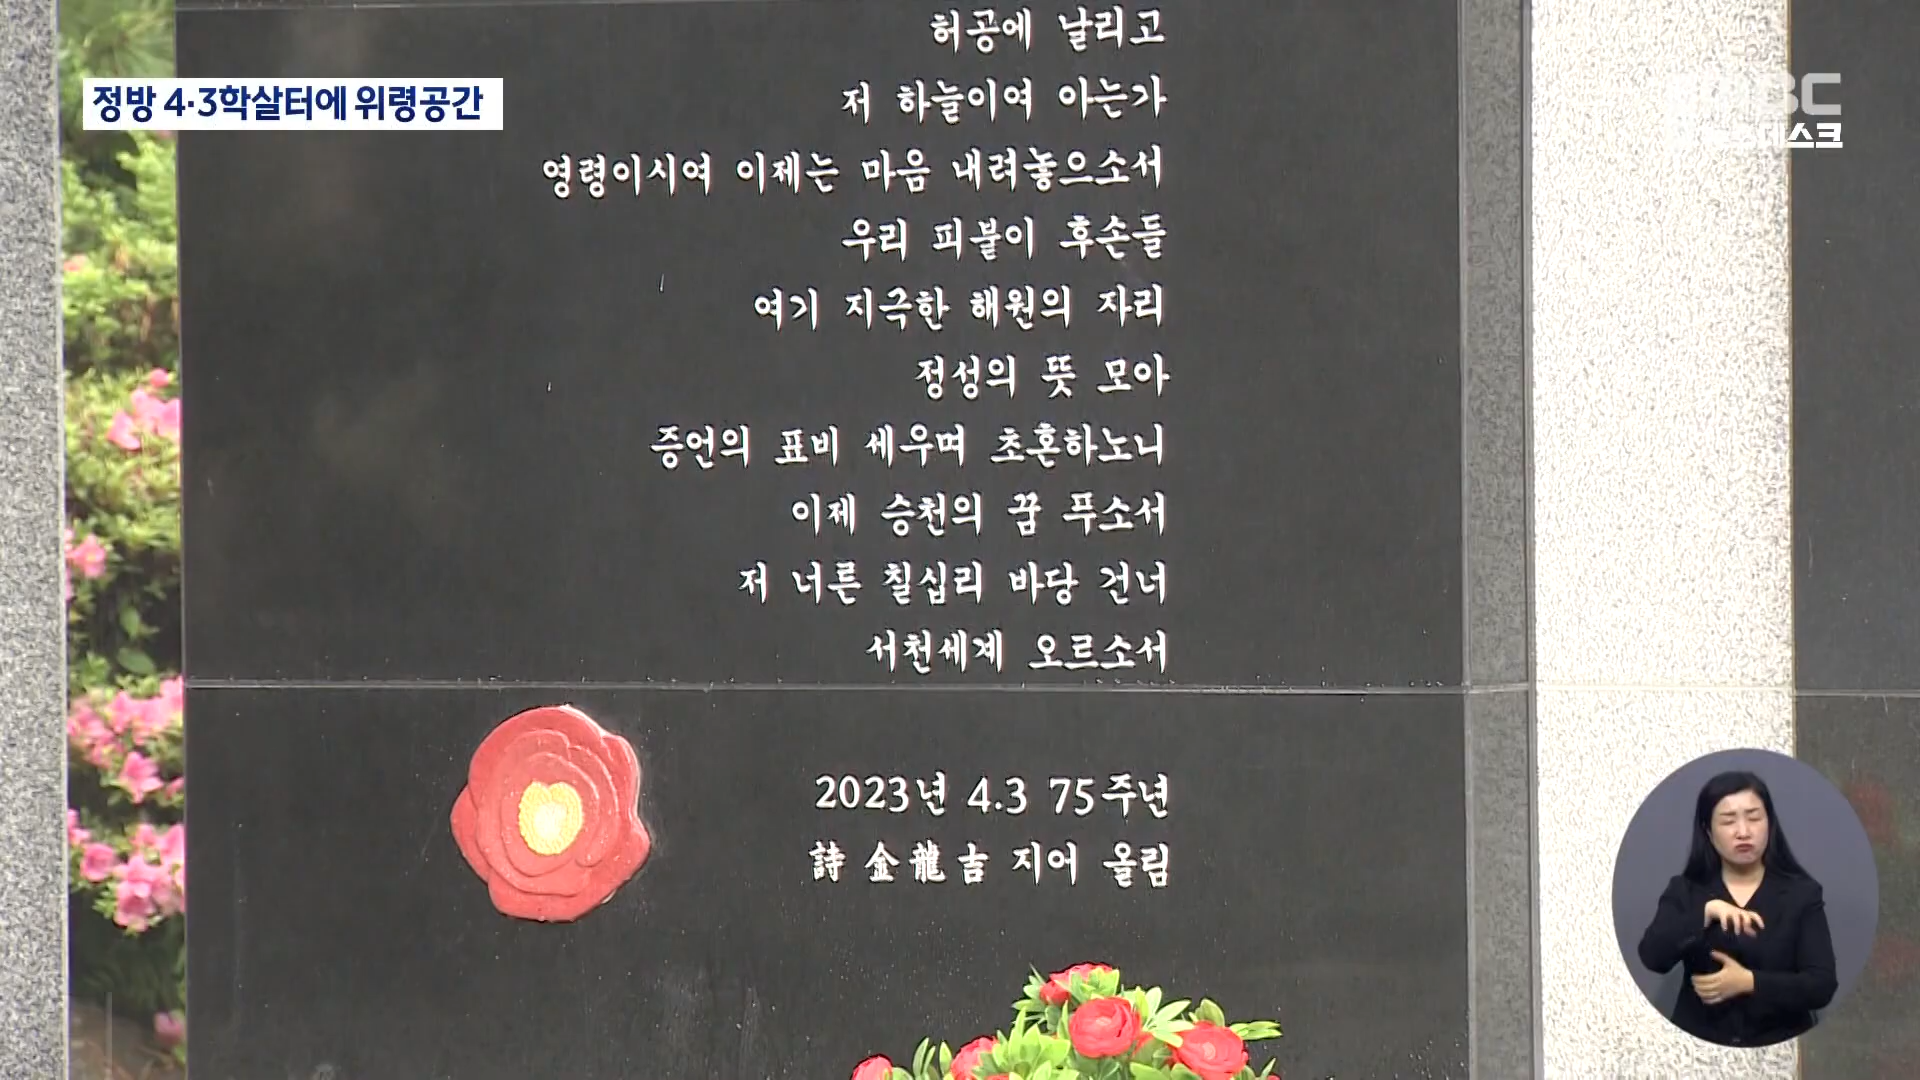 허공에 날리고
저 하늘이여 아는가
영령이시여 이제는 마음 내려놓으소서
우리 피붙이 후손들
여기 지극한 해원의 자리
정성의 뜻 모아
증언의 표비 세우며 초혼하노니
이제 승천의 꿈 푸소서
저 너른 칠십리 바당 건너
서천세계 오르소서
2023년 4.3 75주년
詩 金龍吉 지어 올림
정방 4·3학살터에 위령공간
MBC
뉴스데스크